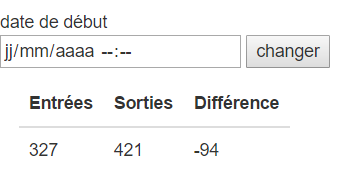 date de début
jj/mm/aaaa --:-- changer
Entrées Sorties Différence
327 421 -94